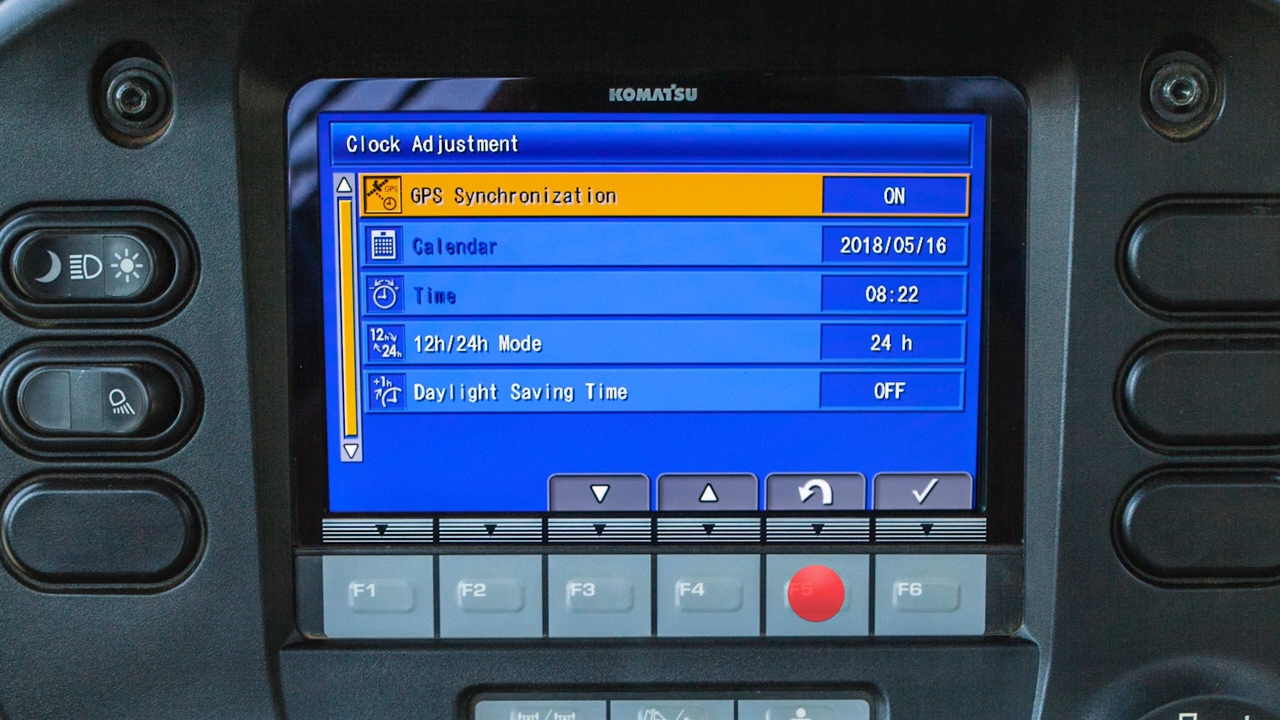 KOMATSU
Clock Adjustment
GPS Synchronization ON
Calendar 2018/05/16
Time 08:22
12h/24h Mode 24 h
Daylight Saving Time OFF
F1 F2 F3 F4 F5 F6